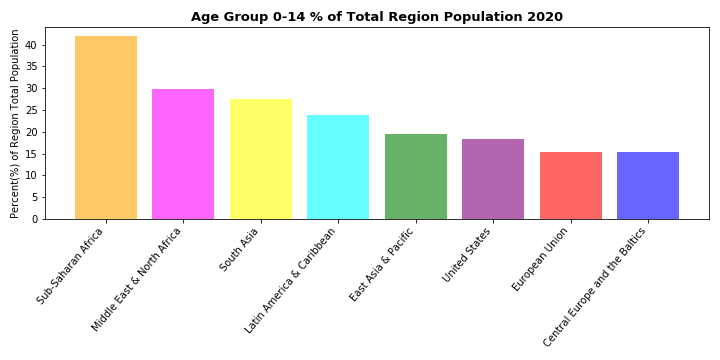 Age Group 0-14 % of Total Region Population 2020
Percent(%) of Region Total Population
40
35
30
25
20
15
10
5
0
Sub-Saharan Africa
Middle East & North Africa
South Asia
Latin America & Caribbean
East Asia & Pacific
United States
European Union
Central Europe and the Baltics